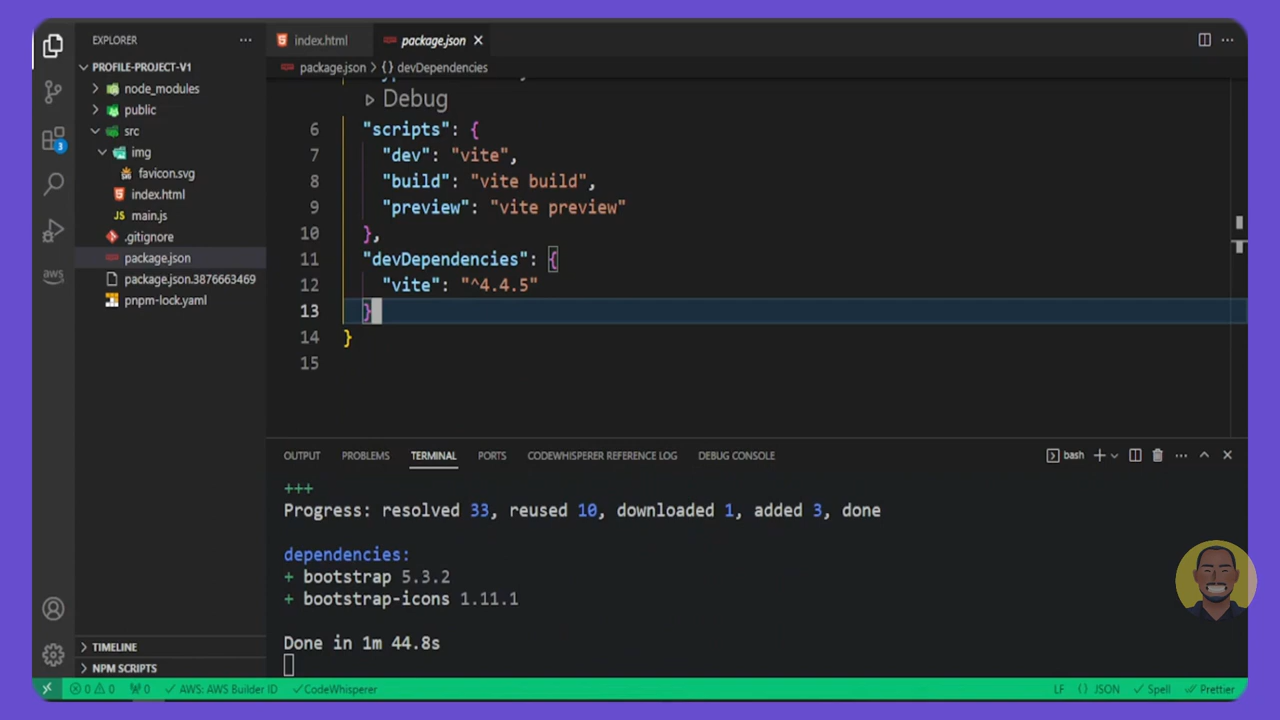 EXPLORER
index.html
package.json
PROFILE-PROJECT-V1
package.json > {} devDependencies
node_modules
public
src
img
favicon.svg
index.html
JS main.js
.gitignore
package.json
package.json.3876663469
pnpm-lock.yaml
Debug
6 "scripts": {
7 "dev": "vite",
8 "build": "vite build",
9 "preview": "vite preview"
10 },
11 "devDependencies": {
12 "vite": "^4.4.5"
13 }
14 }
15
OUTPUT PROBLEMS TERMINAL PORTS CODEWHISPERER REFERENCE LOG DEBUG CONSOLE
bash
+++
Progress: resolved 33, reused 10, downloaded 1, added 3, done
dependencies:
+ bootstrap 5.3.2
+ bootstrap-icons 1.11.1
Done in 1m 44.8s
3
aws
TIMELINE
NPM SCRIPTS
0 0 0 AWS: AWS Builder ID CodeWhisperer LF {} JSON Spell Prettier